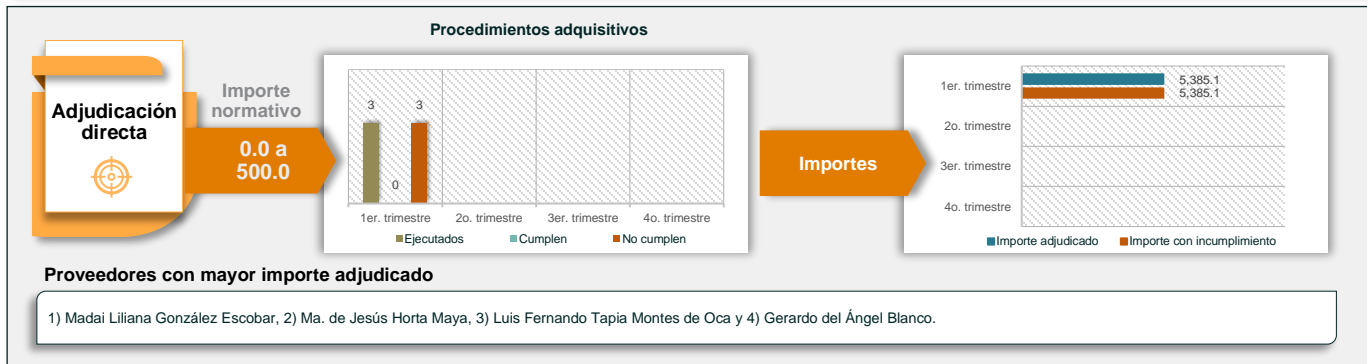 Procedimientos adquisitivos
Adjudicación
directa
Importe
normativo
0.0 a
500.0
3
0
3
1er. trimestre
2o. trimestre
3er. trimestre
4o. trimestre
Ejecutados
Cumplen
No cumplen
Importes
1er. trimestre
5,385.1
5,385.1
2o. trimestre
3er. trimestre
4o. trimestre
Importe adjudicado
Importe con incumplimiento
Proveedores con mayor importe adjudicado
1) Madai Liliana González Escobar, 2) Ma. de Jesús Horta Maya, 3) Luis Fernando Tapia Montes de Oca y 4) Gerardo del Ángel Blanco.